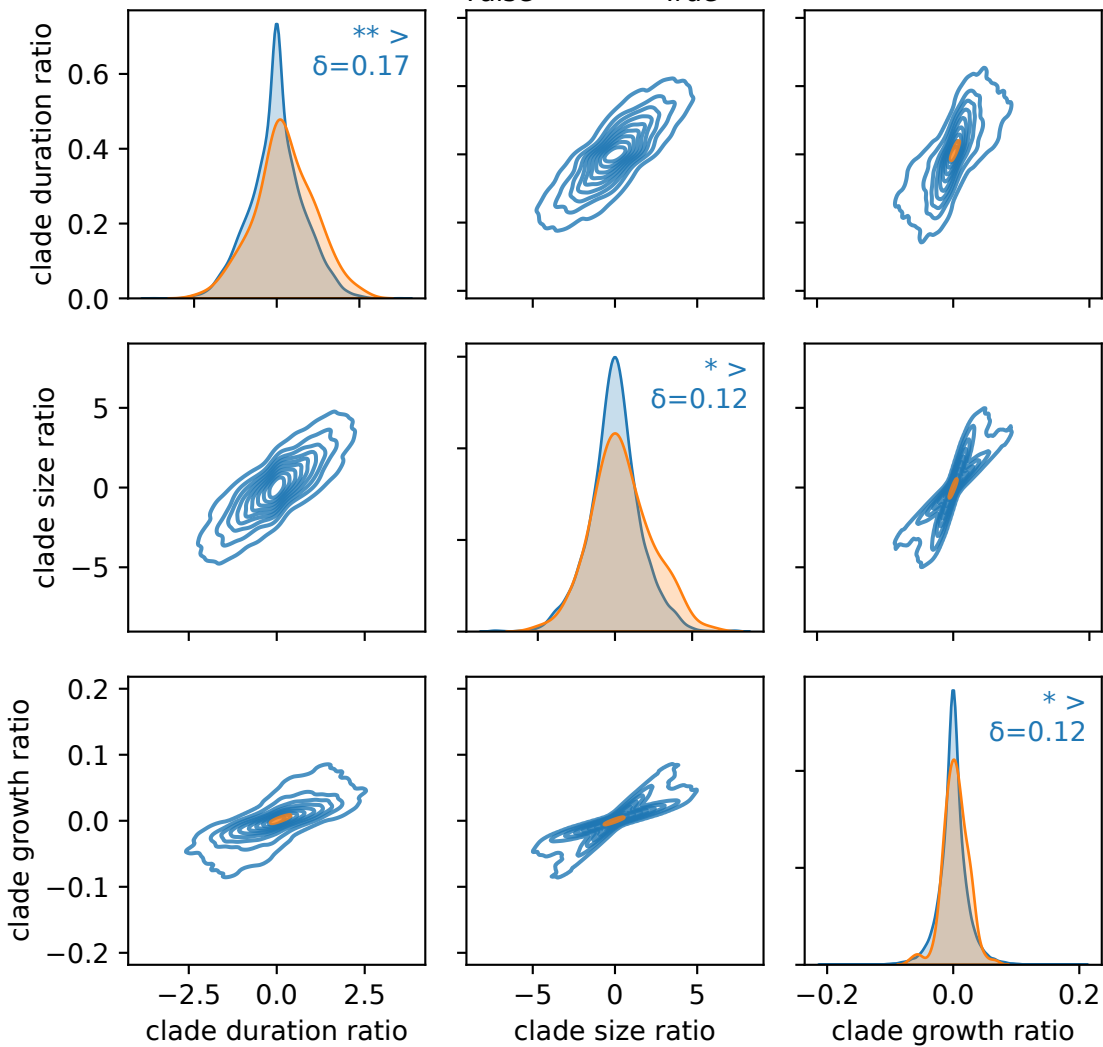 clade duration ratio
0.6
0.4
0.2
0.0
** >
δ=0.17
clade size ratio
5
0
−5
* >
δ=0.12
clade growth ratio
0.2
0.1
0.0
−0.1
−0.2
* >
δ=0.12
−2.5 0.0 2.5
−5 0 5
−0.2 0.0 0.2
clade duration ratio
clade size ratio
clade growth ratio